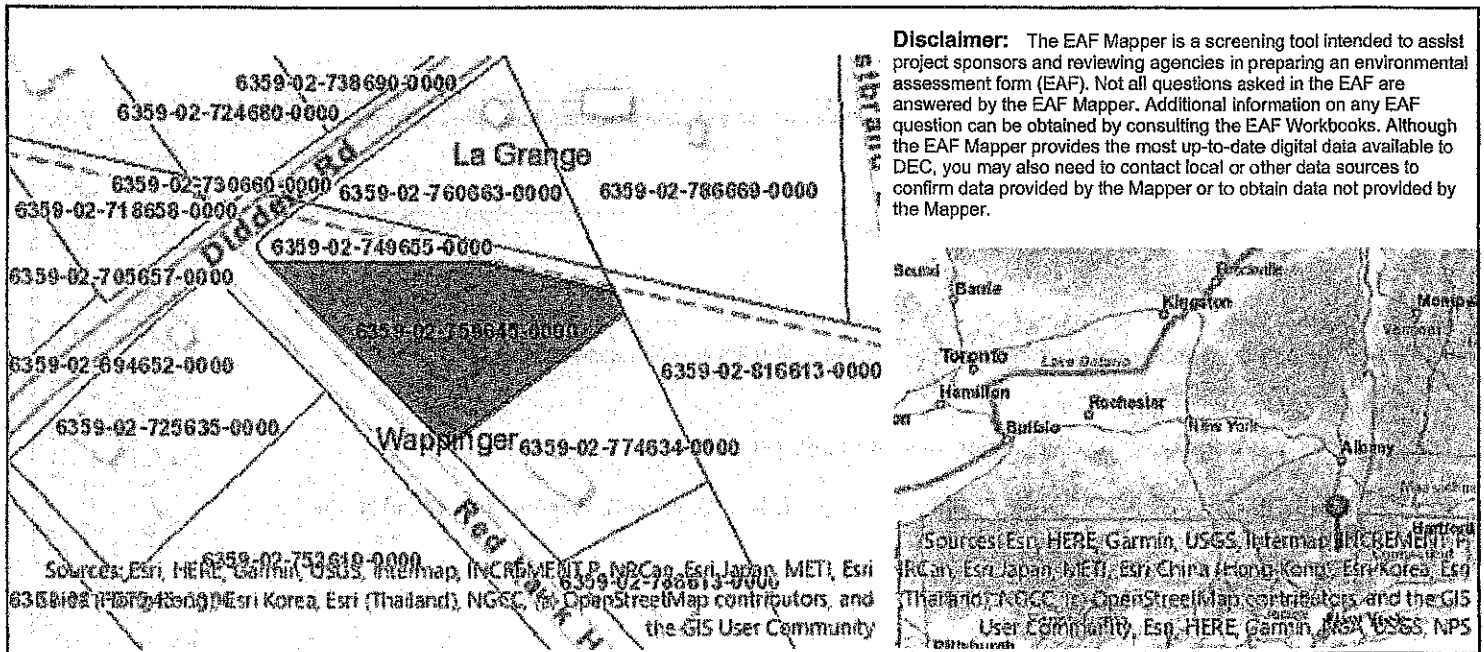 Disclaimer: The EAF Mapper is a screening tool intended to assist
project sponsors and reviewing agencies in preparing an environmental
assessment form (EAF). Not all questions asked in the EAF are
answered by the EAF Mapper. Additional information on any EAF
question can be obtained by consulting the EAF Workbooks. Although
the EAF Mapper provides the most up-to-date digital data available to
DEC, you may also need to contact local or other data sources to
confirm data provided by the Mapper or to obtain data not provided by
the Mapper.
6359-02-738690-0000
6359-02-724680-0000
La Grange
6359-02-730660-0000
6359-02-760663-0000
6359-02-786669-0000
6359-02-718658-0000
Rd
6359-02-749655-0000
6359-02-705657-0000
6359-02-694652-0000
6359-02-816613-0000
6359-02-725635-0000
Wappinger
6359-02-774634-0000
Red
6359-02-753619-0000
Sources: Esri, HERE, Garmin, USGS, Intermap, INCREMENT P, NRCan, Esri Japan, METI, Esri
Esri Korea, Esri (Thailand), NGCC, (c) OpenStreetMap contributors, and
the GIS User Community
Barrie
Kingston
Toronto
Lake Ontario
Hamilton
Rochester
Buffalo
New York
Albany
Hartford
Sources: Esri, HERE, Garmin, USGS, Intermap, INCREMENT P,
NRCan, Esri Japan, METI, Esri China (Hong Kong), Esri Korea, Esri
(Thailand), NGCC, (c) OpenStreetMap contributors, and the GIS
User Community, Esri, HERE, Garmin, NGA, USGS, NPS
Pittsburgh